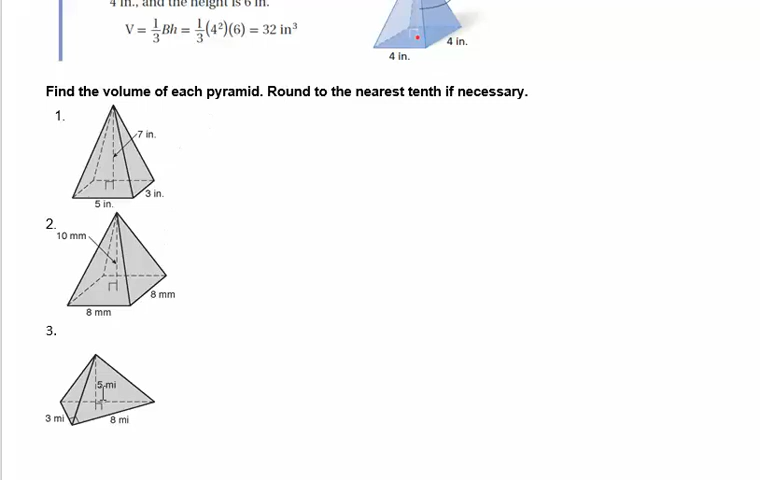 4 in., and the height is 6 in.
V = \frac{1}{3}Bh = \frac{1}{3}(4²)(6) = 32 in³
4 in.
4 in.
Find the volume of each pyramid. Round to the nearest tenth if necessary.
1.
7 in.
3 in.
5 in.
2.
10 mm
8 mm
8 mm
3.
5 mi
3 mi
8 mi